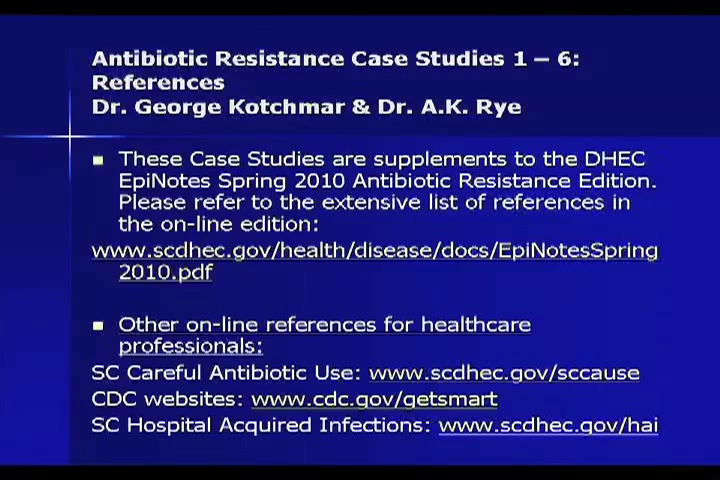 Antibiotic Resistance Case Studies 1 – 6:
References
Dr. George Kotchmar & Dr. A.K. Rye
These Case Studies are supplements to the DHEC
EpiNotes Spring 2010 Antibiotic Resistance Edition.
Please refer to the extensive list of references in
the on-line edition:
www.scdhec.gov/health/disease/docs/EpiNotesSpring
2010.pdf
Other on-line references for healthcare
professionals:
SC Careful Antibiotic Use: www.scdhec.gov/sccause
CDC websites: www.cdc.gov/getsmart
SC Hospital Acquired Infections: www.scdhec.gov/hai